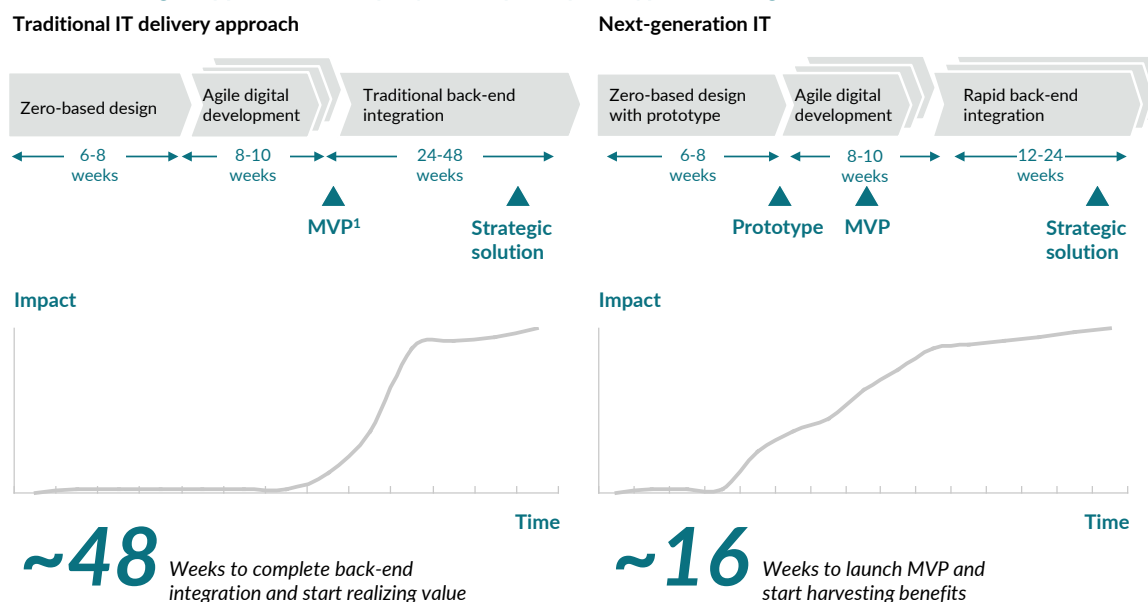 Traditional IT delivery approach
Zero-based design
Agile digital
development
Traditional back-end
integration
6-8
weeks
8-10
weeks
24-48
weeks
MVP¹
Strategic
solution
Impact
Time
~48
Weeks to complete back-end
integration and start realizing value
Next-generation IT
Zero-based design
with prototype
Agile digital
development
Rapid back-end
integration
6-8
weeks
8-10
weeks
12-24
weeks
Prototype
MVP
Strategic
solution
Impact
Time
~16
Weeks to launch MVP and
start harvesting benefits